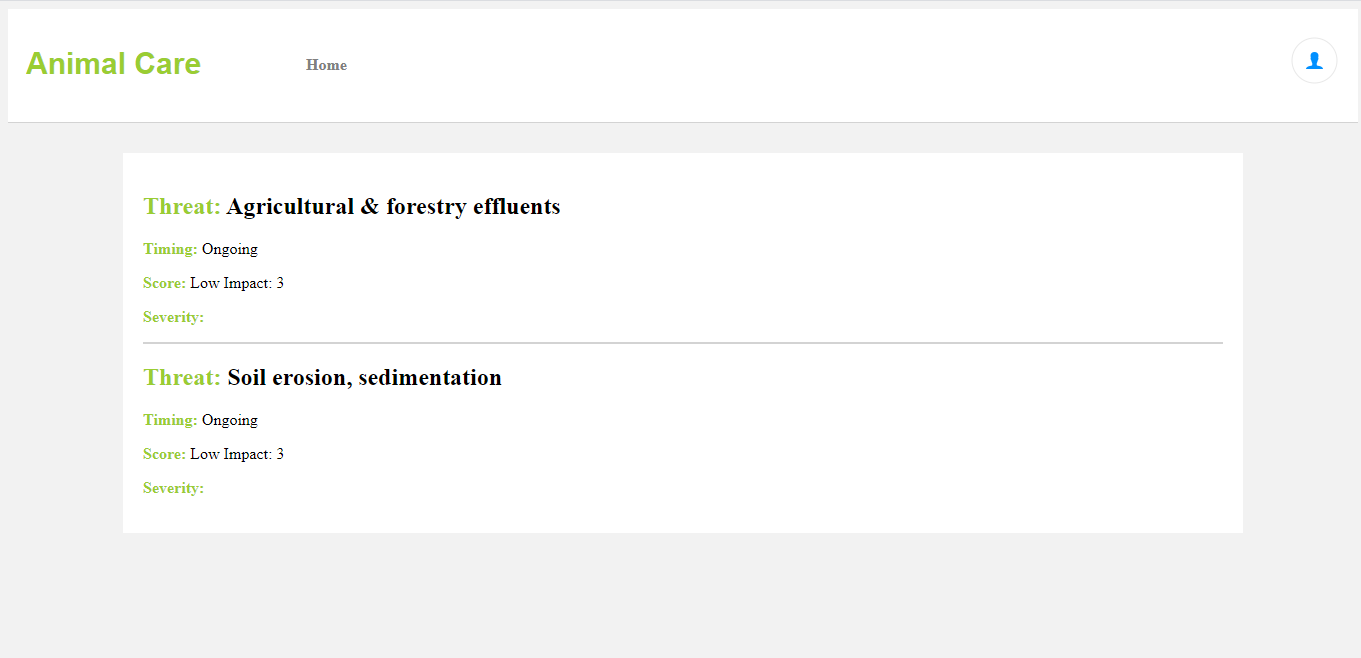 Animal Care
Home
Threat: Agricultural & forestry effluents
Timing: Ongoing
Score: Low Impact: 3
Severity:
Threat: Soil erosion, sedimentation
Timing: Ongoing
Score: Low Impact: 3
Severity: